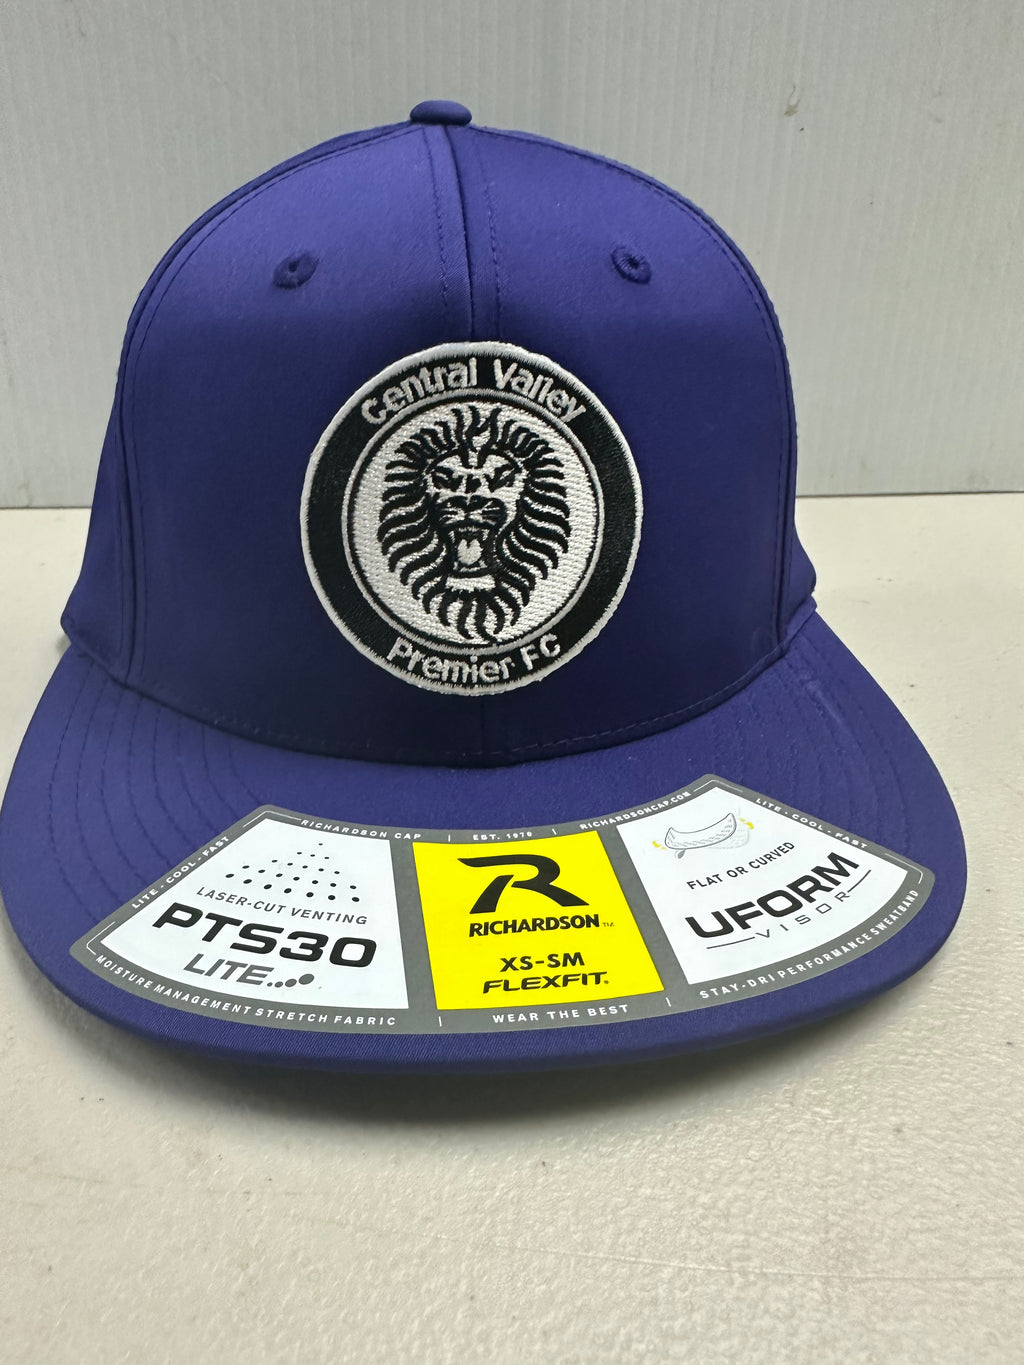 Central Valley
Premier FC
RICHARDSON CAP | EST. 1970 | RICHARDSONCAP.COM
LITE • COOL • FAST
LASER-CUT VENTING
PTS30
LITE
MOISTURE MANAGEMENT STRETCH FABRIC
R
RICHARDSON™
XS-SM
FLEXFIT®
WEAR THE BEST
LITE • COOL • FAST
FLAT OR CURVED
UFORM
VISOR
STAY-DRI PERFORMANCE SWEATBAND